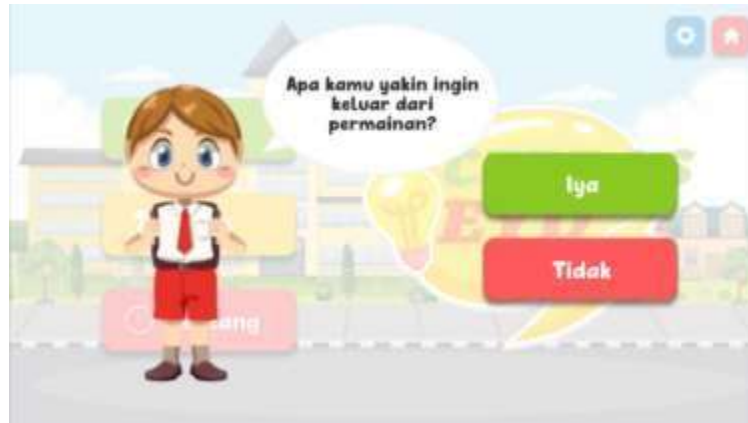 Apa kamu yakin ingin
keluar dari
permainan?
Iya
Tidak